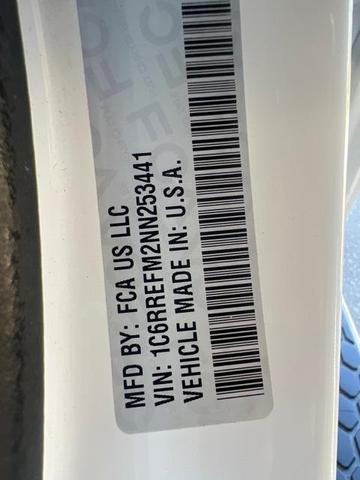 MFD BY: FCA US LLC
VIN: 1C6RREFM2NN253441
VEHICLE MADE IN: U.S.A.